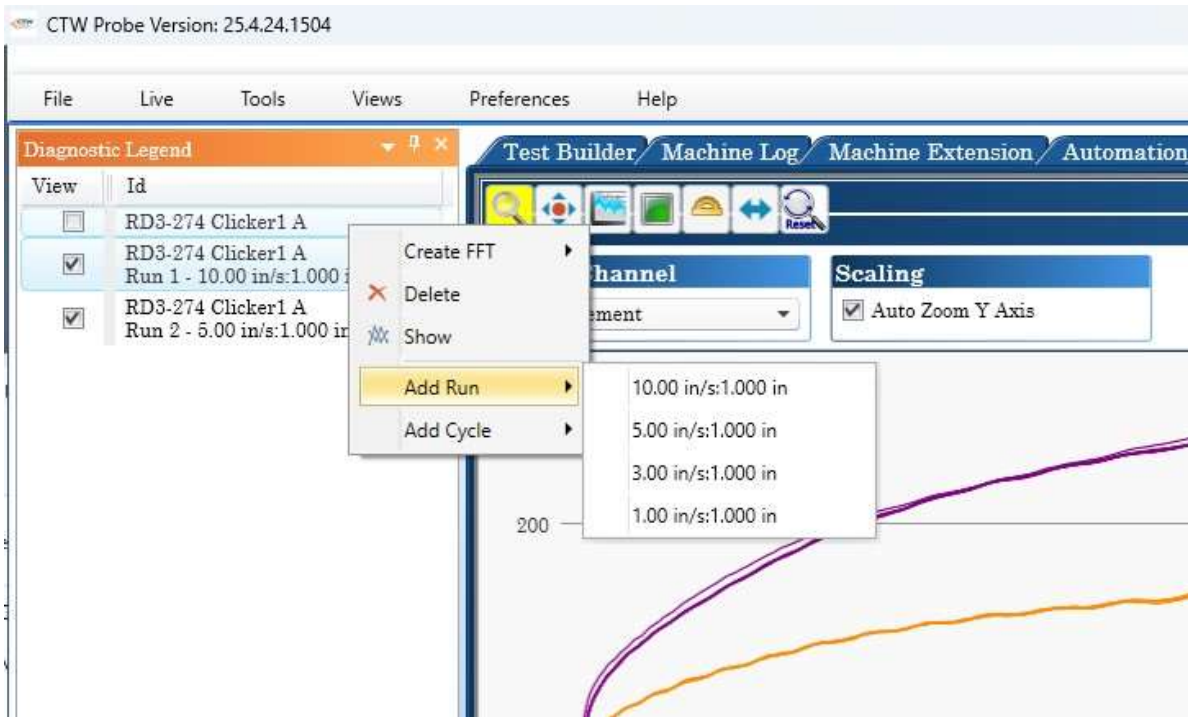 CTW Probe Version: 25.4.24.1504
File Live Tools Views Preferences Help
Diagnostic Legend
Test Builder Machine Log Machine Extension Automation
View Id
RD3-274 Clicker1 A
RD3-274 Clicker1 A
Run 1 - 10.00 in/s:1.000
RD3-274 Clicker1 A
Run 2 - 5.00 in/s:1.000 in
Reset
Create FFT
Delete
Show
Add Run
Add Cycle
10.00 in/s:1.000 in
5.00 in/s:1.000 in
3.00 in/s:1.000 in
1.00 in/s:1.000 in
hannel
ement
Scaling
Auto Zoom Y Axis
200